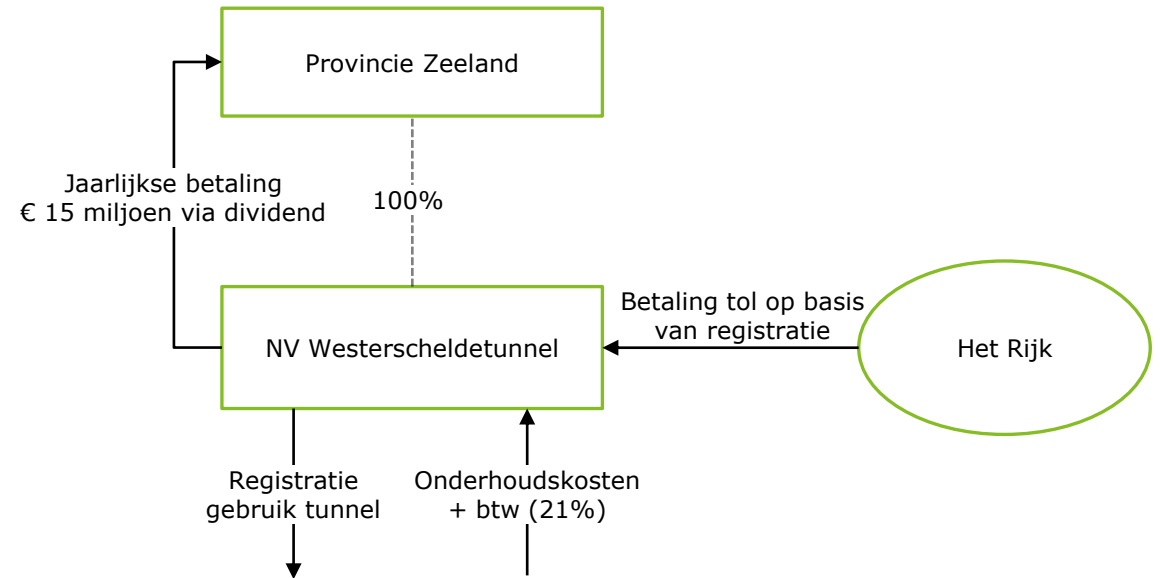 Provincie Zeeland
Jaarlijkse betaling
€ 15 miljoen via dividend
100%
Betaling tol op basis
van registratie
NV Westerscheldetunnel
Het Rijk
Registratie
gebruik tunnel
Onderhoudskosten
+ btw (21%)